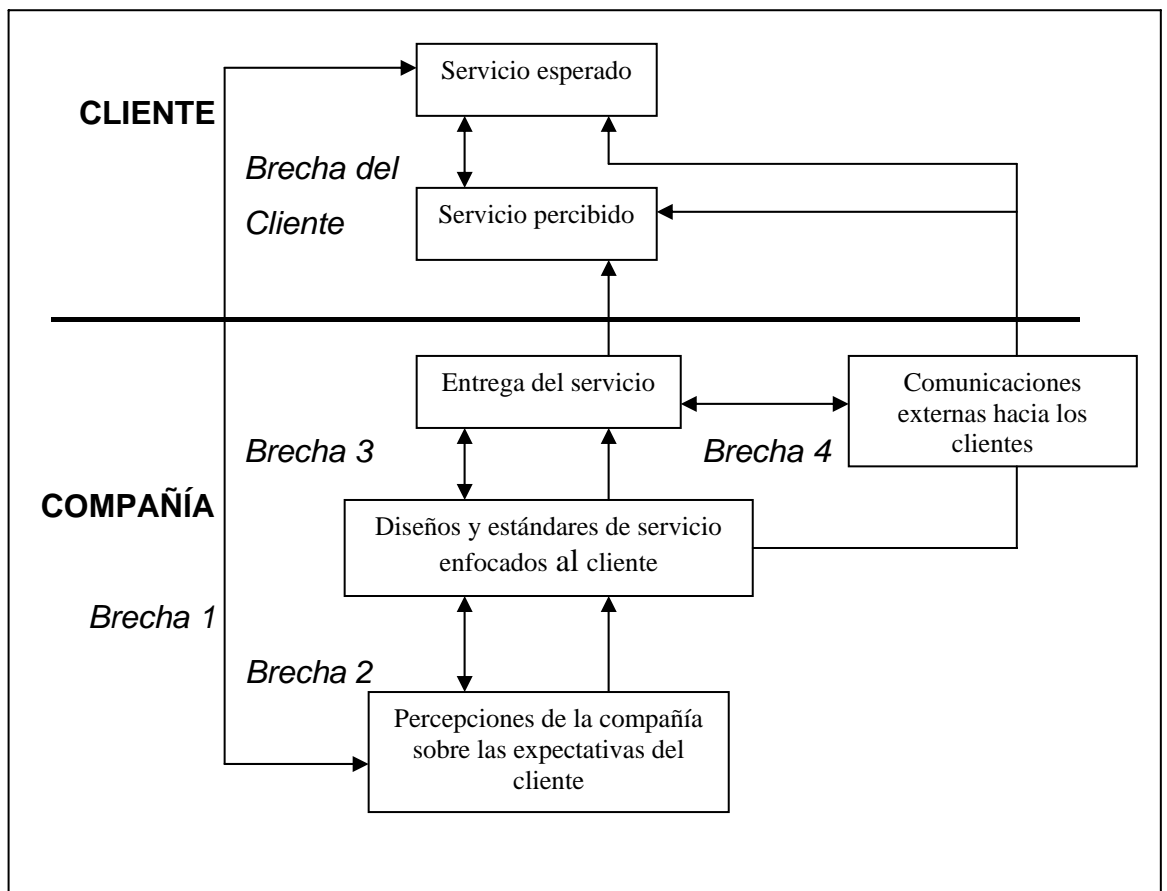 Servicio esperado
CLIENTE
Brecha del
Cliente
Servicio percibido
Entrega del servicio
Comunicaciones
externas hacia los
clientes
Brecha 3
Brecha 4
COMPAÑÍA
Diseños y estándares de servicio
enfocados al cliente
Brecha 1
Brecha 2
Percepciones de la compañía
sobre las expectativas del
cliente